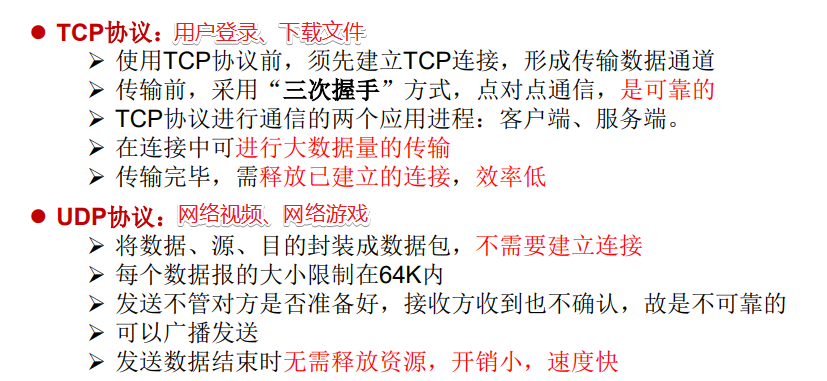 ● TCP协议：用户登录、下载文件
➢ 使用TCP协议前，须先建立TCP连接，形成传输数据通道
➢ 传输前，采用“三次握手”方式，点对点通信，是可靠的
➢ TCP协议进行通信的两个应用进程：客户端、服务端。
➢ 在连接中可进行大数据量的传输
➢ 传输完毕，需释放已建立的连接，效率低
● UDP协议：网络视频、网络游戏
➢ 将数据、源、目的封装成数据包，不需要建立连接
➢ 每个数据报的大小限制在64K内
➢ 发送不管对方是否准备好，接收方收到也不确认，故是不可靠的
➢ 可以广播发送
➢ 发送数据结束时无需释放资源，开销小，速度快